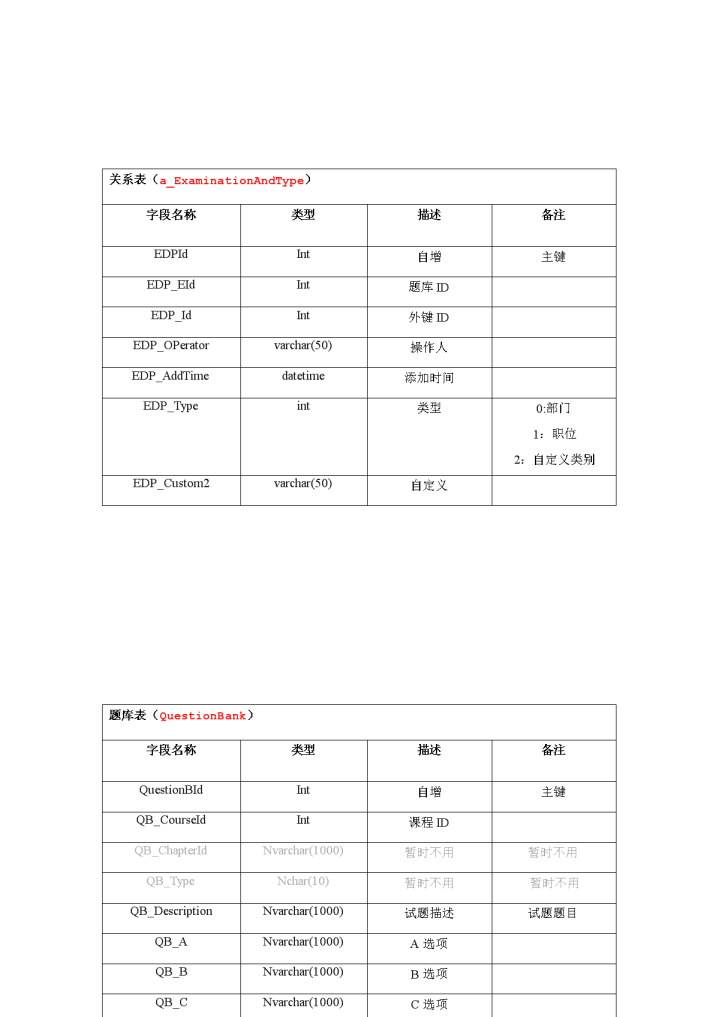 关系表（a_ExaminationAndType）
字段名称 类型 描述 备注
EDPId Int 自增 主键
EDP_EId Int 题库 ID
EDP_Id Int 外键 ID
EDP_OPerator varchar(50) 操作人
EDP_AddTime datetime 添加时间
EDP_Type int 类型 0:部门
1：职位
2：自定义类别
EDP_Custom2 varchar(50) 自定义
题库表（QuestionBank）
字段名称 类型 描述 备注
QuestionBId Int 自增 主键
QB_CourseId Int 课程 ID
QB_ChapterId Nvarchar(1000) 暂时不用 暂时不用
QB_Type Nchar(10) 暂时不用 暂时不用
QB_Description Nvarchar(1000) 试题描述 试题题目
QB_A Nvarchar(1000) A 选项
QB_B Nvarchar(1000) B 选项
QB_C Nvarchar(1000) C 选项